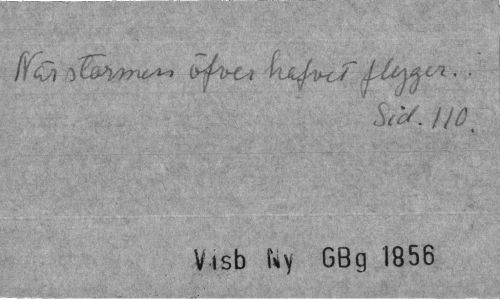 När stormen öfver hafvet flyger..
Sid. 110.
Visb Ny GBg 1856